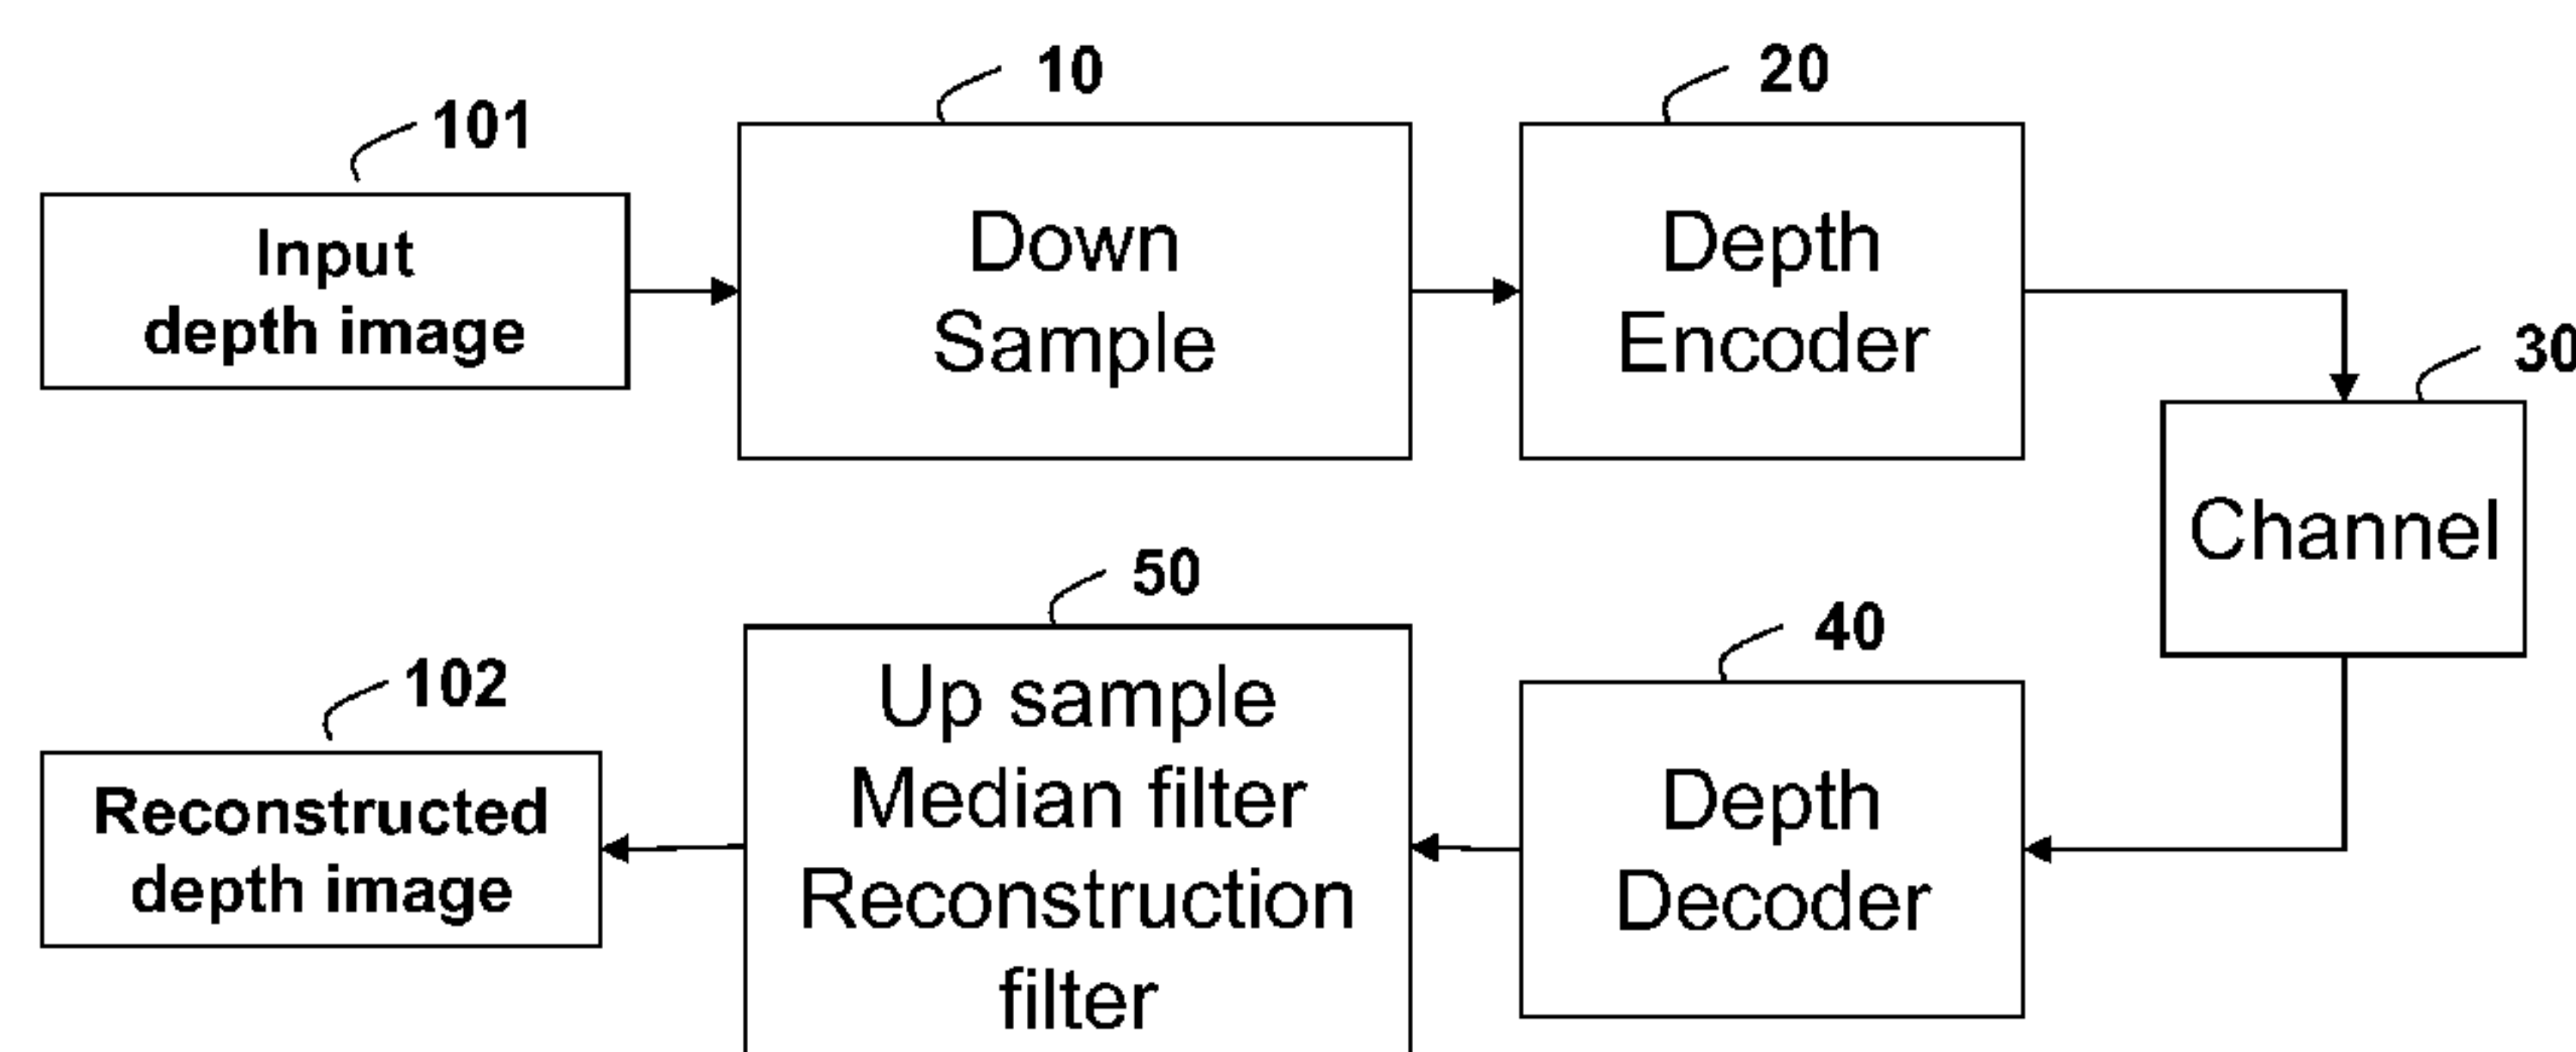 101
Input
depth image
10
Down
Sample
20
Depth
Encoder
30
Channel
40
Depth
Decoder
50
Up sample
Median filter
Reconstruction
filter
102
Reconstructed
depth image